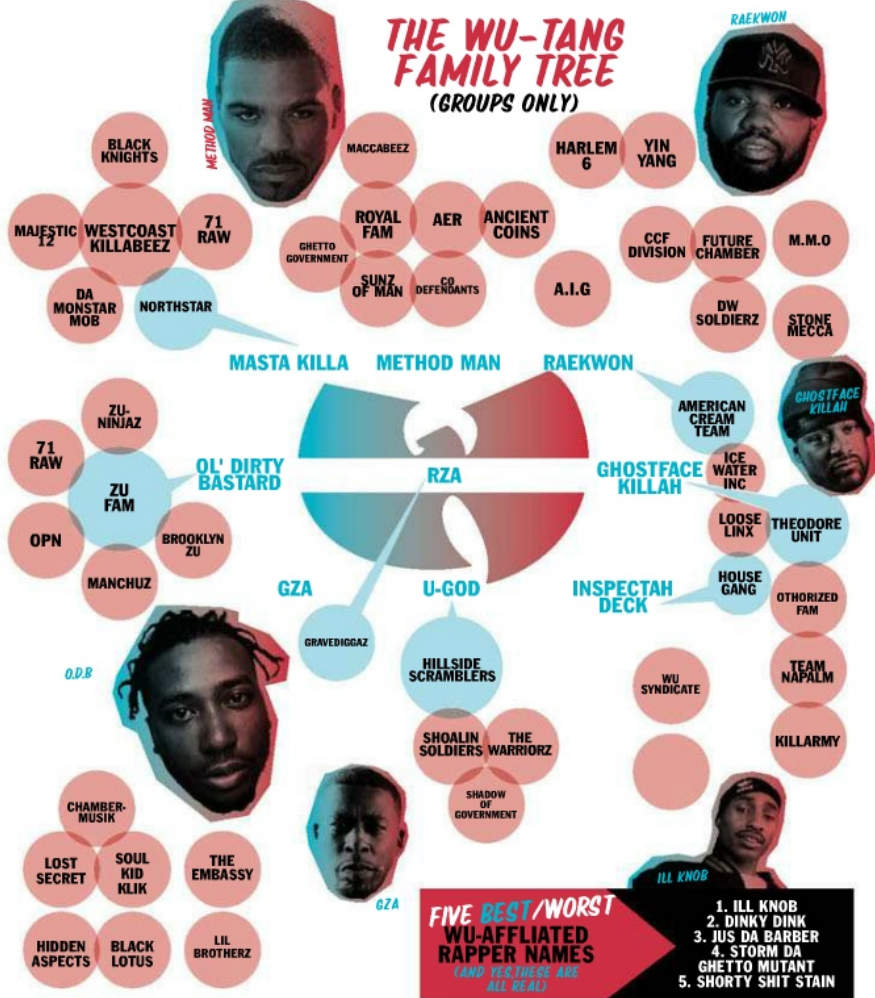 THE WU-TANG
FAMILY TREE
(GROUPS ONLY)
METHOD MAN
RAEKWON
BLACK
KNIGHTS
MAJESTIC
12
WESTCOAST
KILLABEEZ
71
RAW
DA
MONSTAR
MOB
NORTHSTAR
MACCABEEZ
ROYAL
FAM
AER
ANCIENT
COINS
GHETTO
GOVERNMENT
SUNZ
OF MAN
CO
DEFENDANTS
A.I.G
HARLEM
6
YIN
YANG
CCF
DIVISION
FUTURE
CHAMBER
M.M.O
DW
SOLDIERZ
STONE
MECCA
MASTA KILLA
METHOD MAN
RAEKWON
AMERICAN
CREAM
TEAM
GHOSTFACE
KILLAH
ZU-
NINJAZ
71
RAW
ZU
FAM
OPN
BROOKLYN
ZU
MANCHUZ
OL' DIRTY
BASTARD
RZA
GHOSTFACE
KILLAH
ICE
WATER
INC
LOOSE
LINX
THEODORE
UNIT
GZA
U-GOD
INSPECTAH
DECK
HOUSE
GANG
OTHORIZED
FAM
GRAVEDIGGAZ
HILLSIDE
SCRAMBLERS
WU
SYNDICATE
TEAM
NAPALM
KILLARMY
O.D.B
SHOALIN
SOLDIERS
THE
WARRIORZ
SHADOW
OF
GOVERNMENT
CHAMBER-
MUSIK
LOST
SECRET
SOUL
KID
KLIK
THE
EMBASSY
HIDDEN
ASPECTS
BLACK
LOTUS
LIL
BROTHERZ
GZA
ILL KNOB
FIVE BEST/WORST
WU-AFFLIATED
RAPPER NAMES
(AND YES,THESE ARE
ALL REAL)
1. ILL KNOB
2. DINKY DINK
3. JUS DA BARBER
4. STORM DA
GHETTO MUTANT
5. SHORTY SHIT STAIN